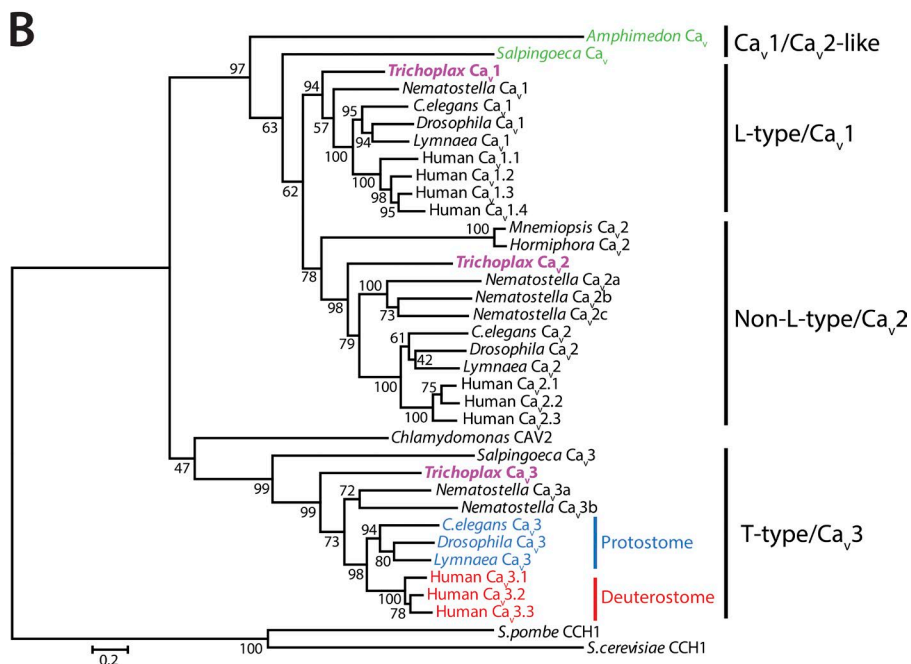 B
Amphimedon Cav
Salpingoeca Cav
Cav1/Cav2-like
97
63
94
Trichoplax Cav1
Nematostella Cav1
57
95
C.elegans Cav1
94
Drosophila Cav1
Lymnaea Cav1
100
100
Human Cav1.1
Human Cav1.2
98
Human Cav1.3
95
Human Cav1.4
L-type/Cav1
62
100
Mnemiopsis Cav2
Hormiphora Cav2
78
Trichoplax Cav2
98
100
Nematostella Cav2a
Nematostella Cav2b
73
Nematostella Cav2c
79
61
C.elegans Cav2
42
Drosophila Cav2
Lymnaea Cav2
100
75
Human Cav2.1
Human Cav2.2
100
Human Cav2.3
Non-L-type/Cav2
Chlamydomonas CAV2
47
Salpingoeca Cav3
99
Trichoplax Cav3
99
72
Nematostella Cav3a
Nematostella Cav3b
73
94
C.elegans Cav3
Drosophila Cav3
80
Lymnaea Cav3
Protostome
98
Human Cav3.1
100
Human Cav3.2
78
Human Cav3.3
Deuterostome
T-type/Cav3
S.pombe CCH1
100
S.cerevisiae CCH1
0.2